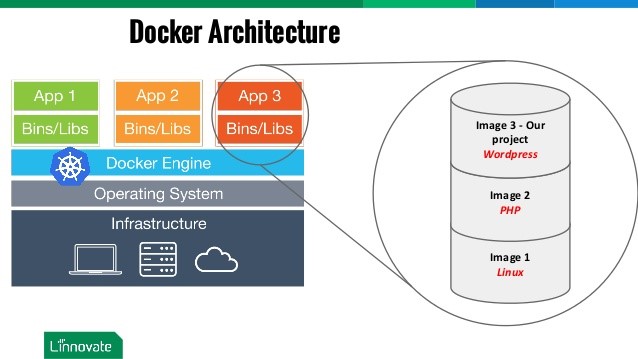 Docker Architecture
App 1
App 2
App 3
Bins/Libs
Bins/Libs
Bins/Libs
Docker Engine
Operating System
Infrastructure
Image 3 - Our
project
Wordpress
Image 2
PHP
Image 1
Linux
Linnovate